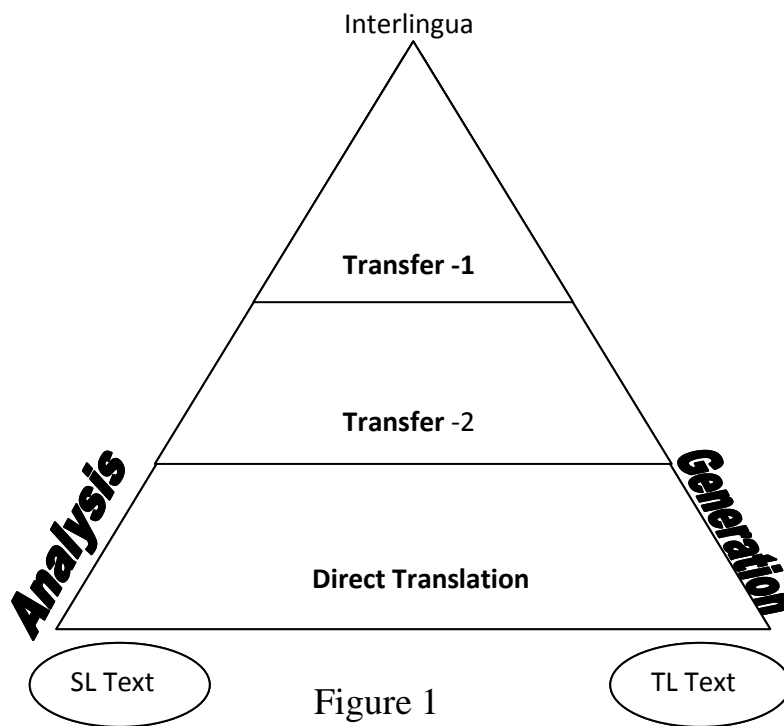 Interlingua
Transfer -1
Transfer -2
Analysis
Generation
Direct Translation
SL Text
TL Text
Figure 1